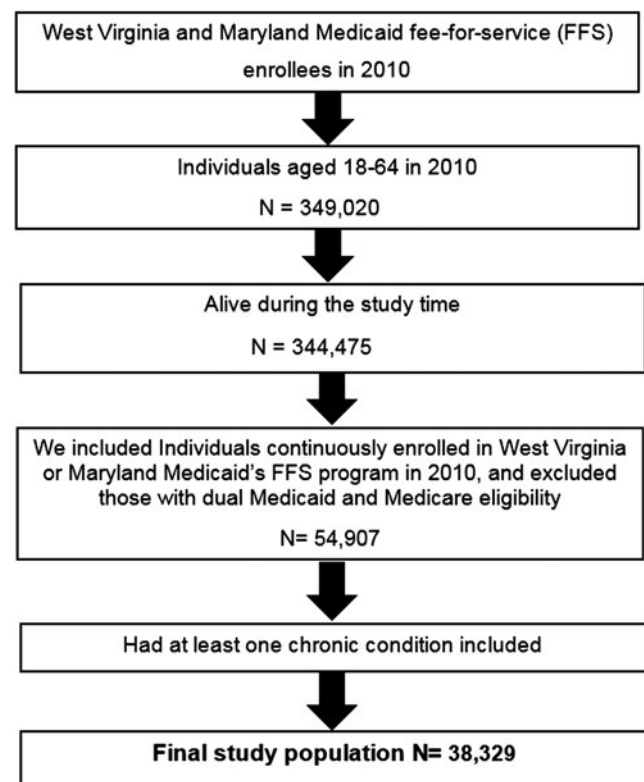 West Virginia and Maryland Medicaid fee-for-service (FFS)
enrollees in 2010
Individuals aged 18-64 in 2010
N = 349,020
Alive during the study time
N = 344,475
We included Individuals continuously enrolled in West Virginia
or Maryland Medicaid's FFS program in 2010, and excluded
those with dual Medicaid and Medicare eligibility
N= 54,907
Had at least one chronic condition included
Final study population N= 38,329